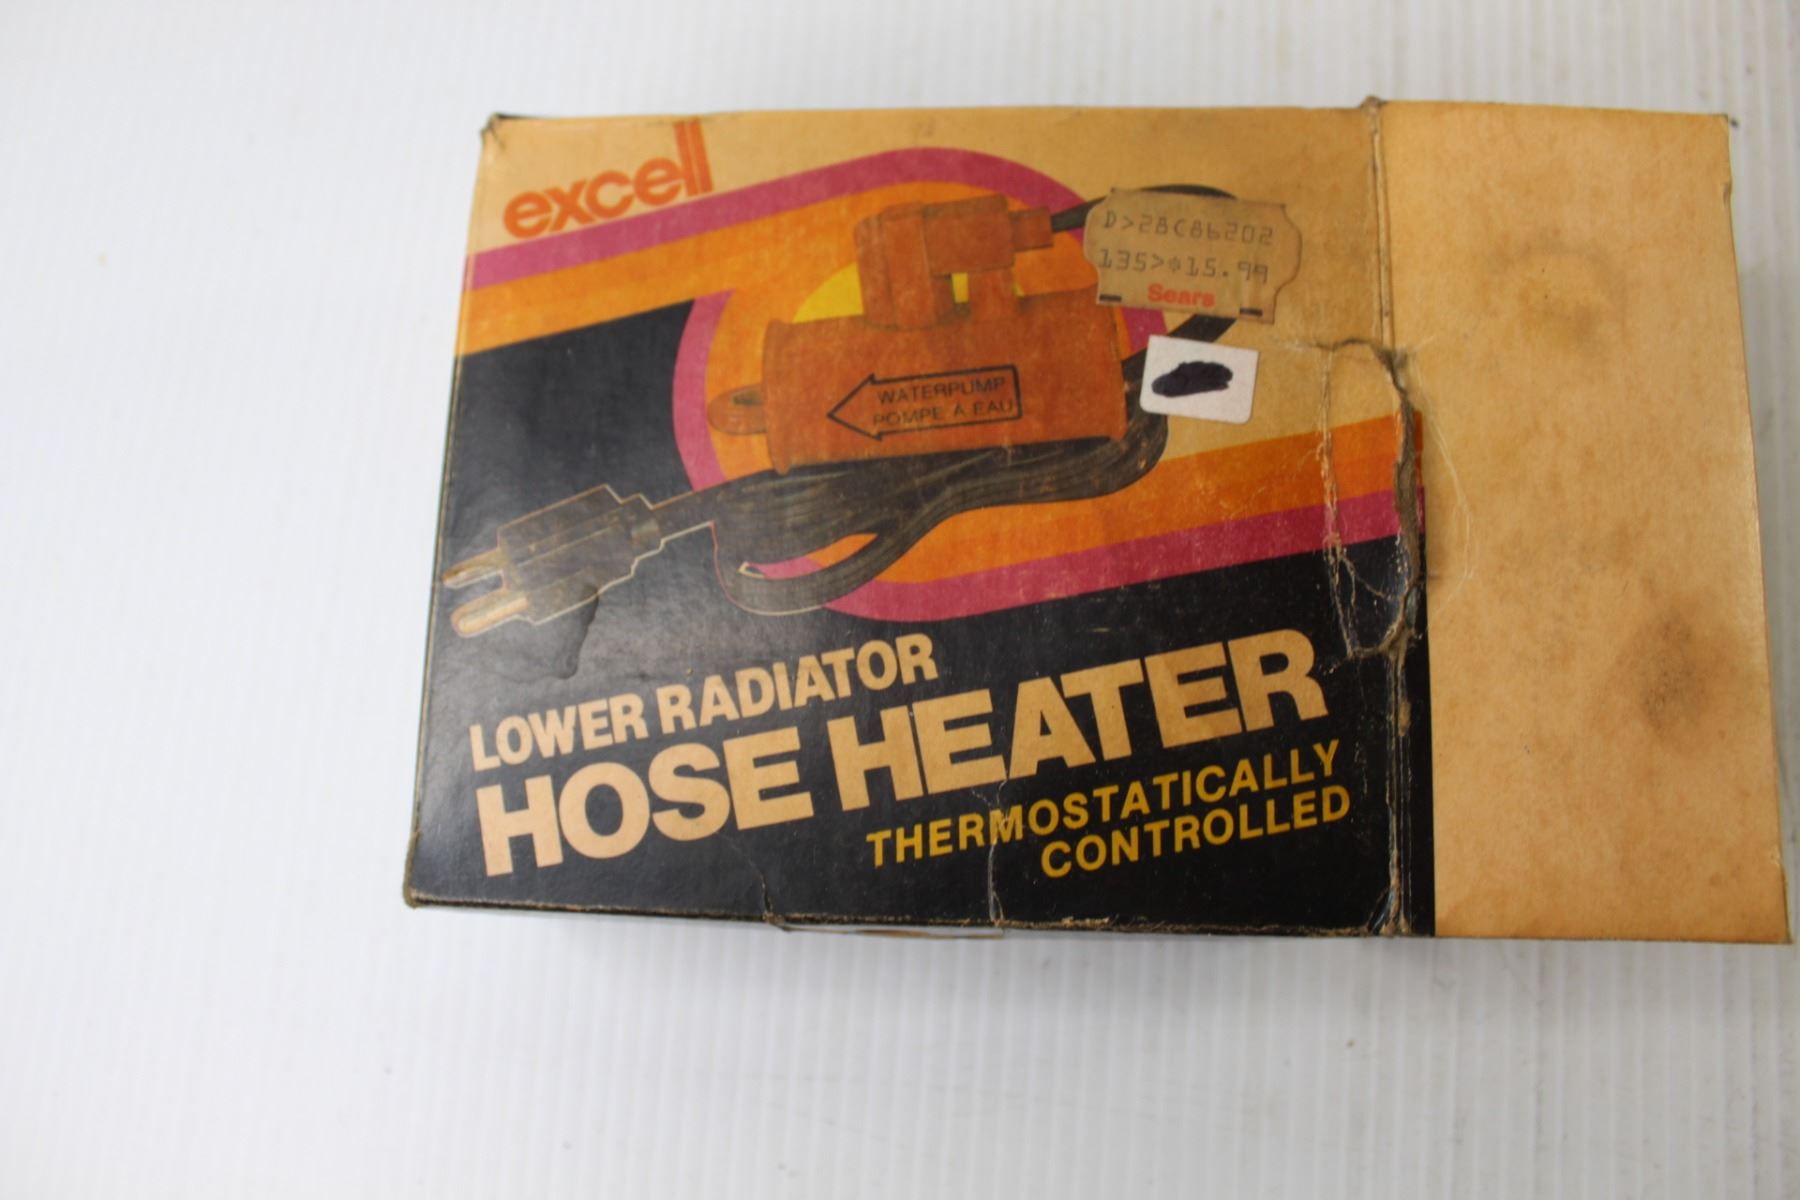 excell
D>28C86202
135>$15.99
Sears
WATERPUMP
POMPE A EAU
LOWER RADIATOR
HOSE HEATER
THERMOSTATICALLY
CONTROLLED